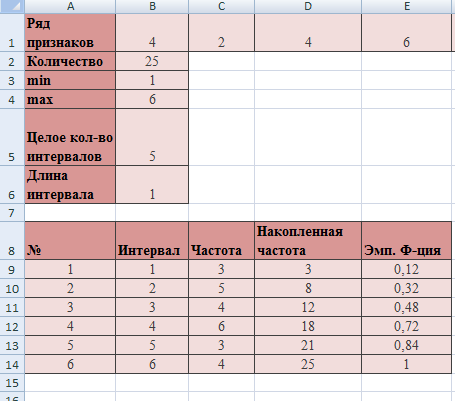 A B C D E
1 Ряд признаков 4 2 4 6
2 Количество 25
3 min 1
4 max 6
5 Целое кол-во интервалов 5
6 Длина интервала 1
7
8 № Интервал Частота Накопленная частота Эмп. Ф-ция
9 1 1 3 3 0,12
10 2 2 5 8 0,32
11 3 3 4 12 0,48
12 4 4 6 18 0,72
13 5 5 3 21 0,84
14 6 6 4 25 1
15
16